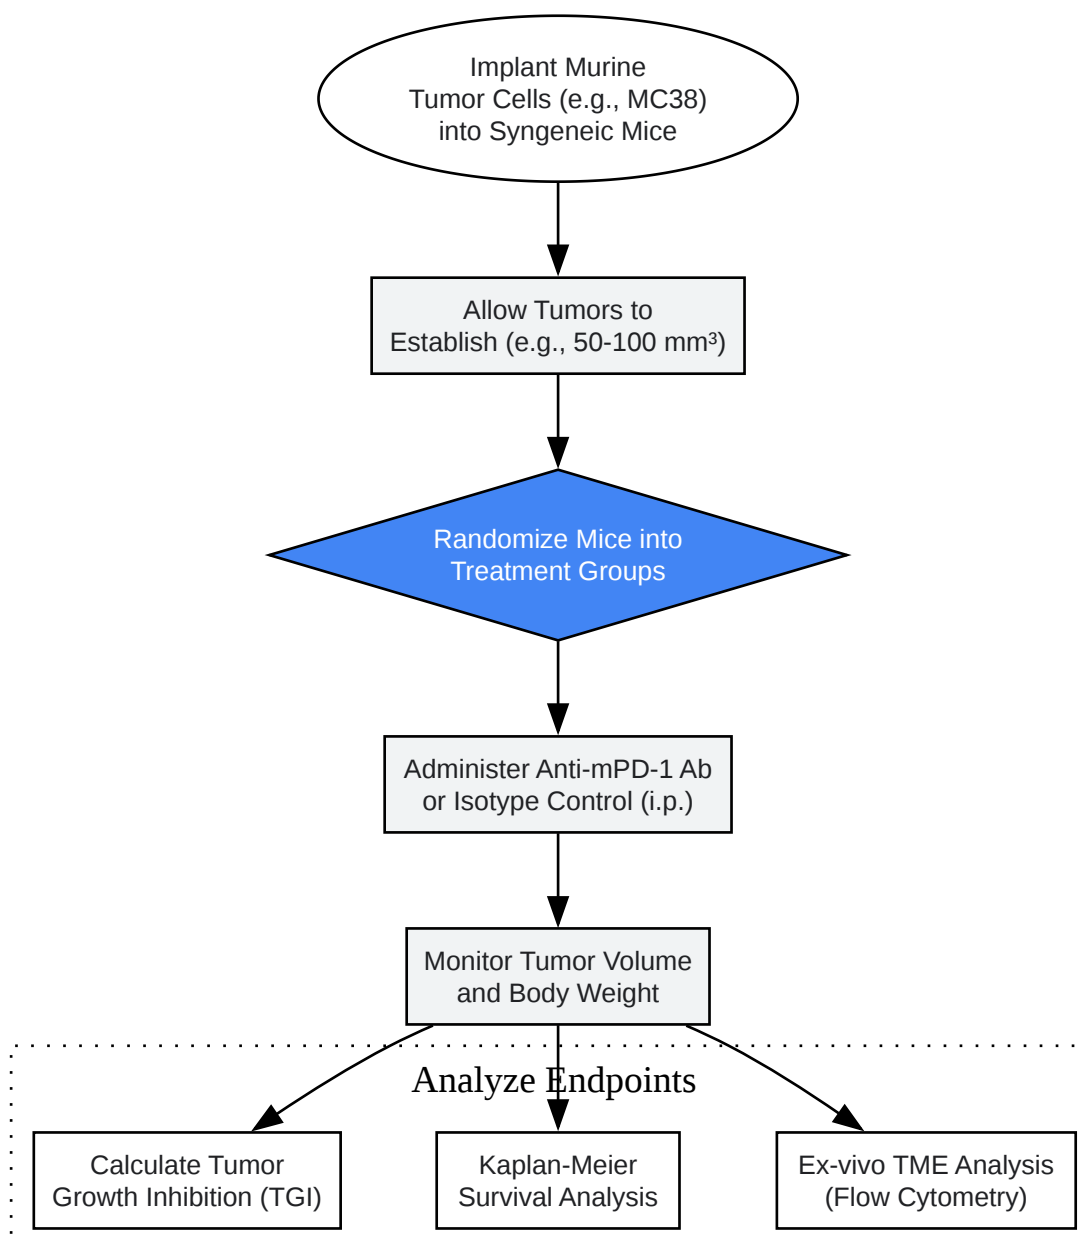 Implant Murine
Tumor Cells (e.g., MC38)
into Syngeneic Mice
Allow Tumors to
Establish (e.g., 50-100 mm³)
Randomize Mice into
Treatment Groups
Administer Anti-mPD-1 Ab
or Isotype Control (i.p.)
Monitor Tumor Volume
and Body Weight
Analyze Endpoints
Calculate Tumor
Growth Inhibition (TGI)
Kaplan-Meier
Survival Analysis
Ex-vivo TME Analysis
(Flow Cytometry)